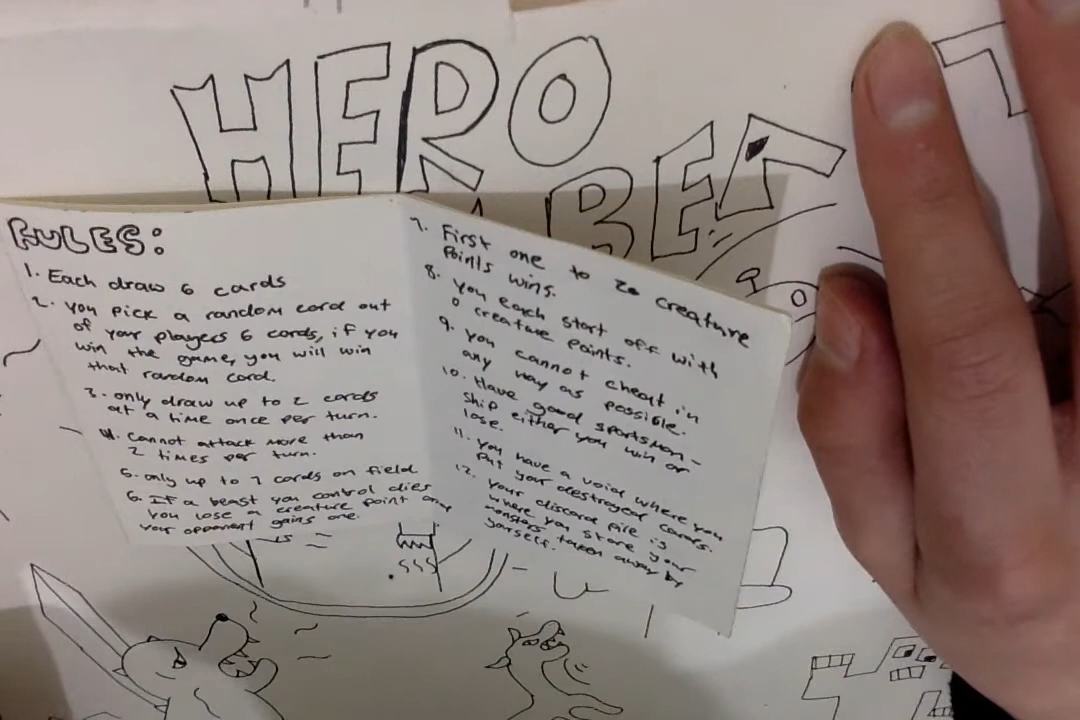 HERO
BET
RULES:
1. Each draw 6 cards
2. you pick a random card out
of your players 6 cards, if you
win the game, you will win
that random card.
3. only draw up to 2 cards
at a time once per turn.
4. cannot attack more than
2 times per turn.
5. only up to 7 cards on field
6. If a beast you control dies
you lose a creature point and
your opponent gains one.
7. First one to 20 creature
points wins.
8. you each start off with
0 creature points.
9. you cannot cheat in
any way as possible.
10. Have good sportsman-
ship either you win or
lose.
11. you have a void where you
put your destroyed cards.
12. your discard pile is
where you store your
monsters taken away by
yourself.